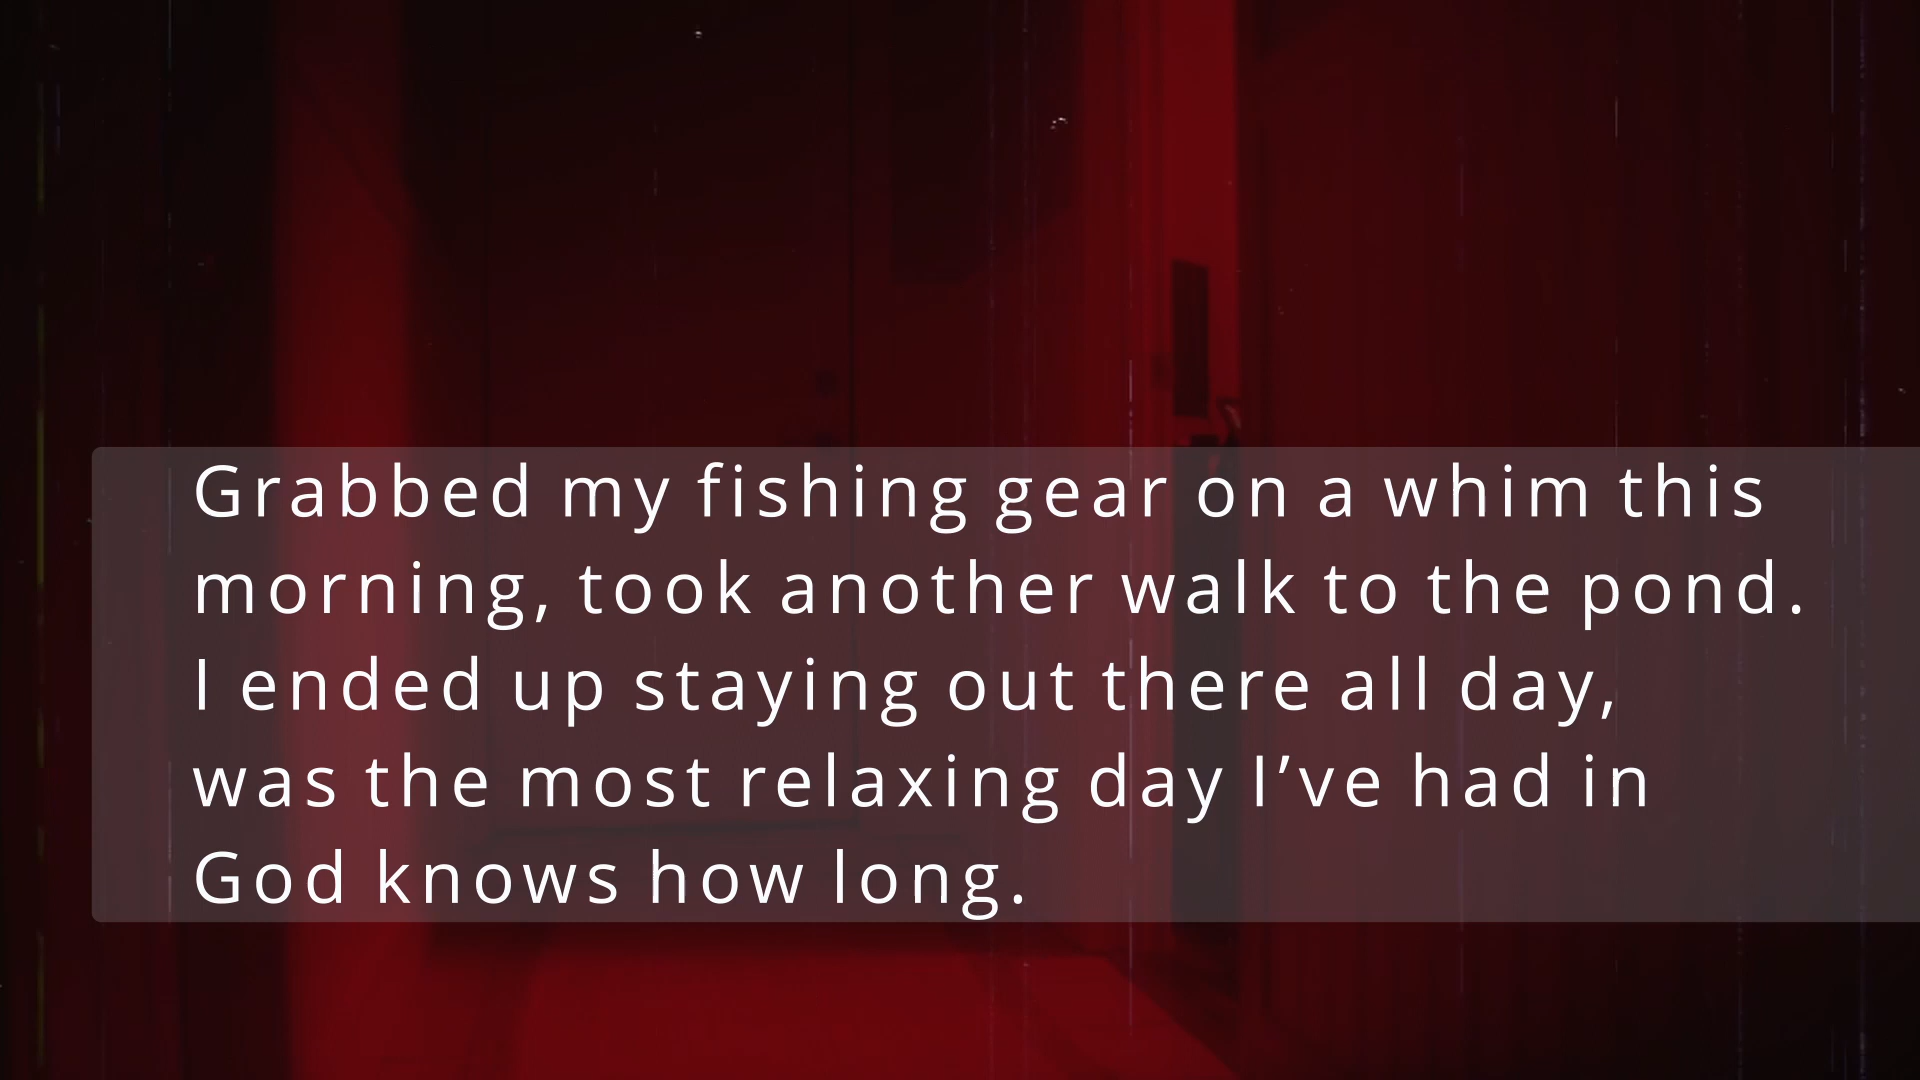 Grabbed my fishing gear on a whim this
morning, took another walk to the pond.
I ended up staying out there all day,
was the most relaxing day I’ve had in
God knows how long.